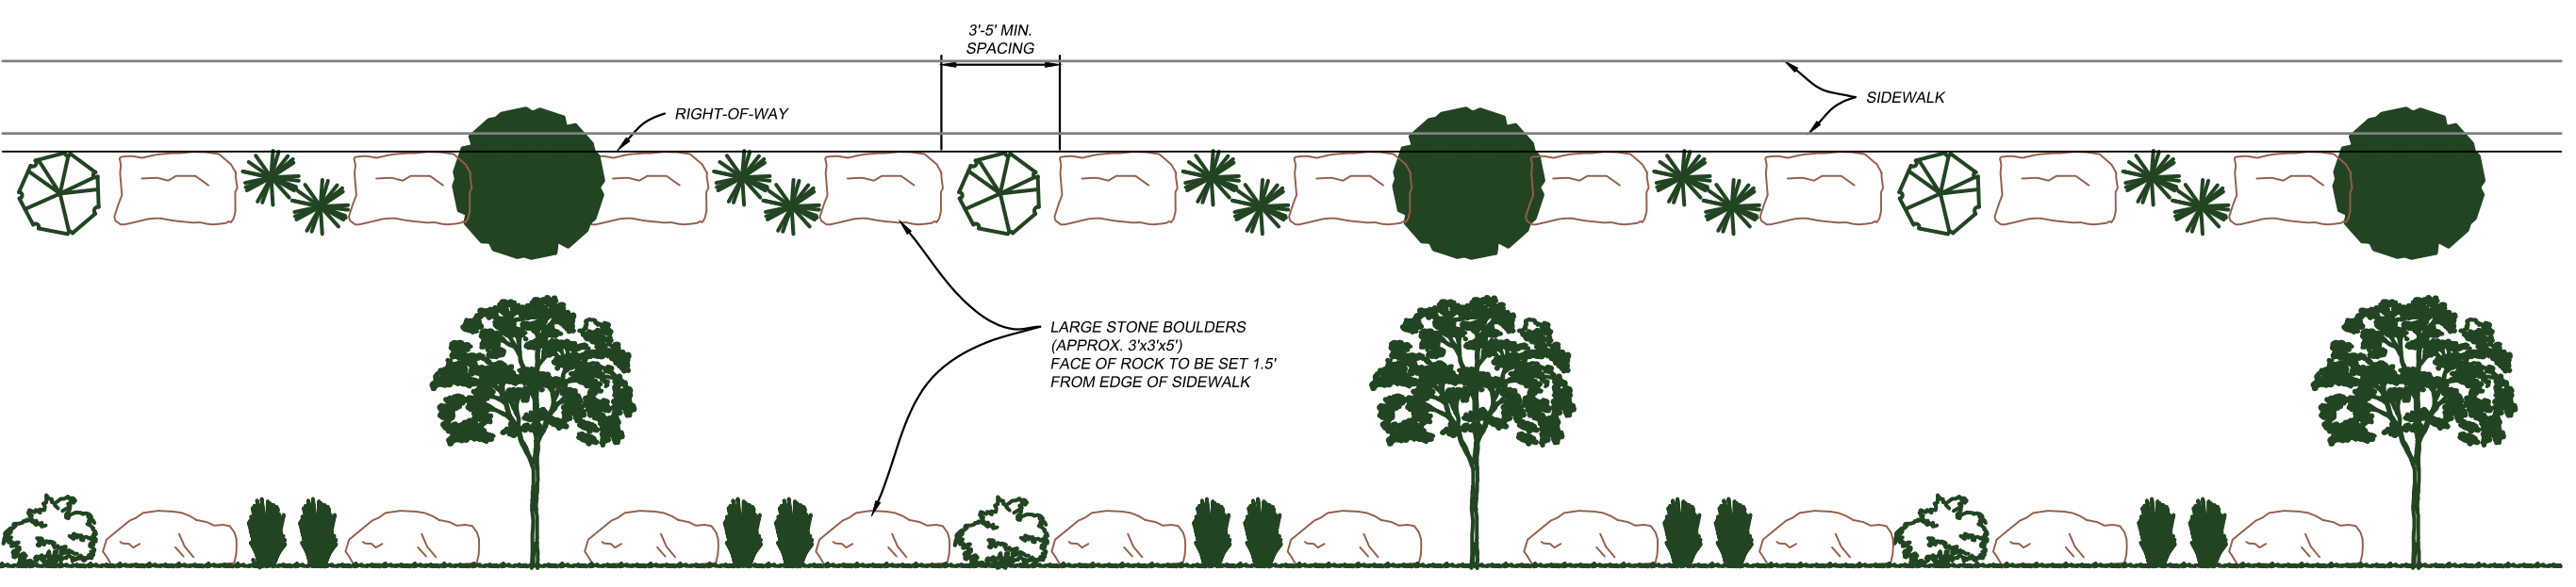 3'-5' MIN.
SPACING
RIGHT-OF-WAY
SIDEWALK
LARGE STONE BOULDERS
(APPROX. 3'x3'x5')
FACE OF ROCK TO BE SET 1.5'
FROM EDGE OF SIDEWALK